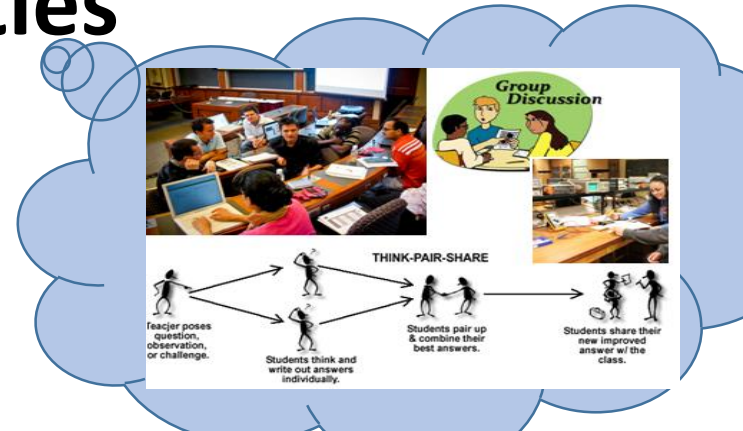 Group
Discussion
THINK-PAIR-SHARE
Teacjer poses
question,
observation,
or challenge.
Students think and
write out answers
individually.
Students pair up
& combine their
best answers.
Students share their
new improved
answer w/ the
class.